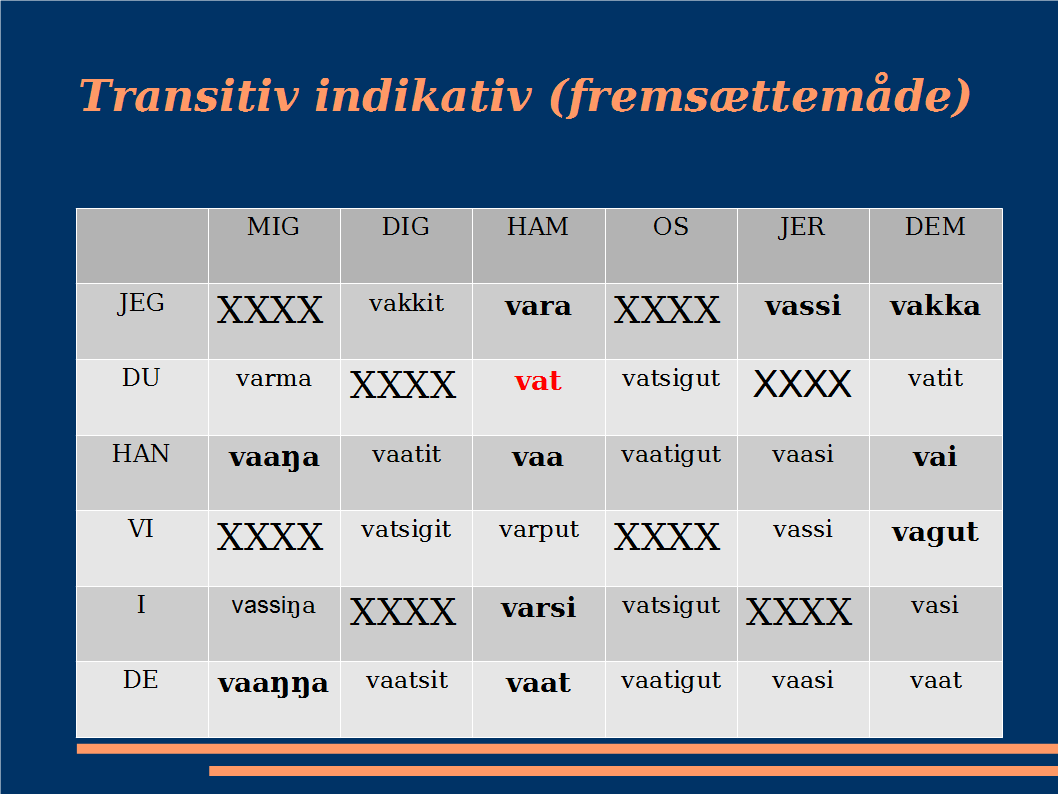 Transitiv indikativ (fremsættemåde)
MIG DIG HAM OS JER DEM
JEG XXXX vakkit vara XXXX vassi vakka
DU varma XXXX vat vatsigut XXXX vatit
HAN vaaŋa vaatit vaa vaatigut vaasi vai
VI XXXX vatsigit varput XXXX vassi vagut
I vassiŋa XXXX varsi vatsigut XXXX vasi
DE vaaŋŋa vaatsit vaat vaatigut vaasi vaat